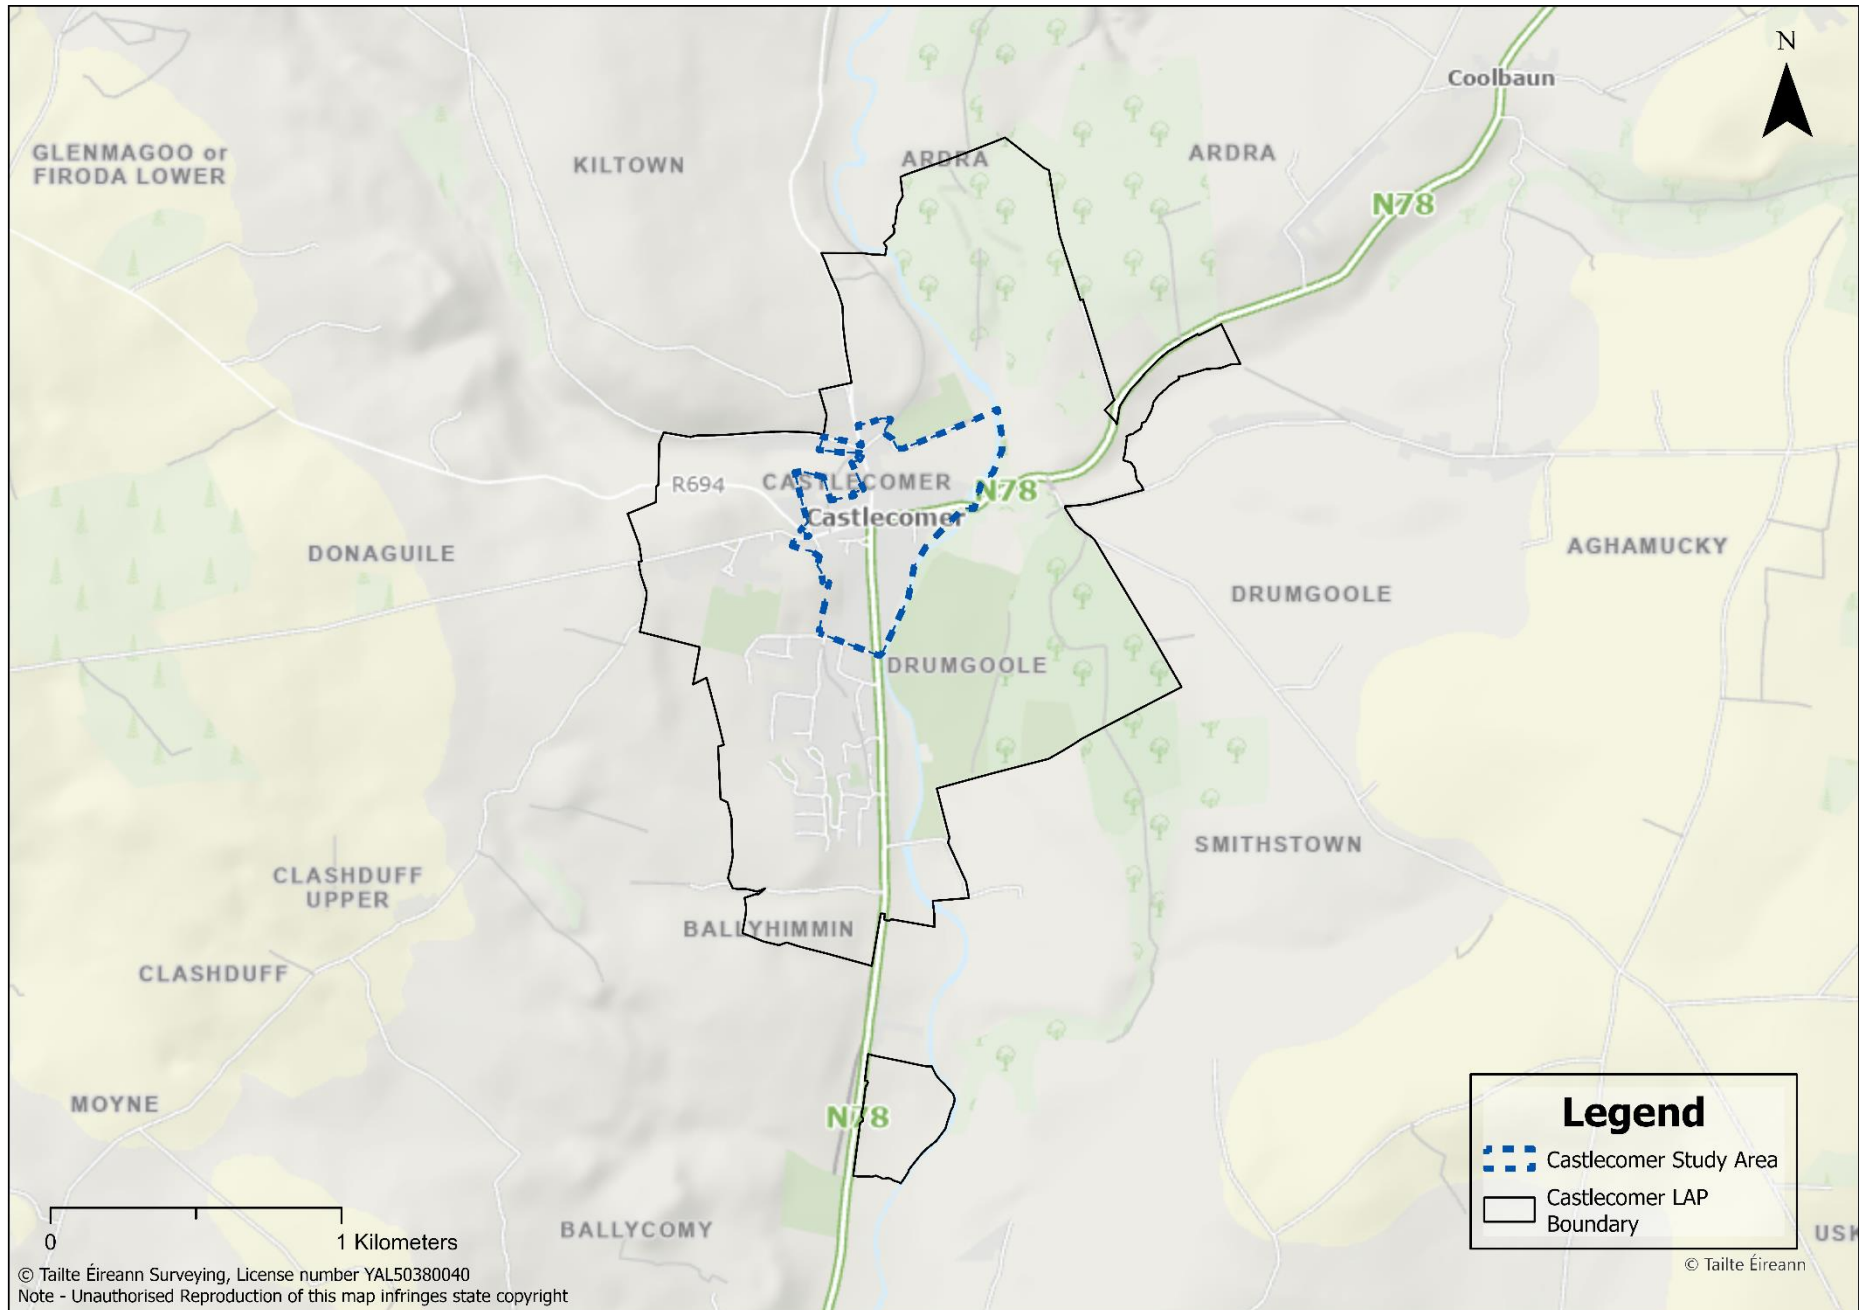 N
Coolbaun
GLENMAGOO or
FIRODA LOWER
KILTOWN
ARDRA
ARDRA
N78
R694
CASTLECOMER
N78
Castlecomer
DONAGUILE
AGHAMUCKY
DRUMGOOLE
DRUMGOOLE
SMITHSTOWN
CLASHDUFF
UPPER
BALLYHIMMIN
CLASHDUFF
MOYNE
N78
BALLYCOMY
USK
Legend
Castlecomer Study Area
Castlecomer LAP
Boundary
0
1 Kilometers
© Tailte Éireann
© Tailte Éireann Surveying, License number YAL50380040
Note - Unauthorised Reproduction of this map infringes state copyright